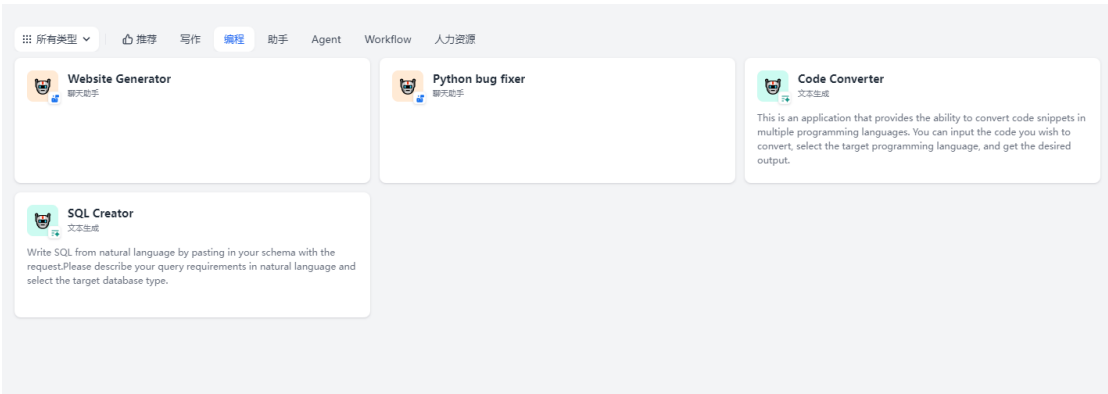 所有类型
推荐
写作
编程
助手
Agent
Workflow
人力资源
Website Generator
聊天助手
Python bug fixer
聊天助手
Code Converter
文本生成
This is an application that provides the ability to convert code snippets in
multiple programming languages. You can input the code you wish to
convert, select the target programming language, and get the desired
output.
SQL Creator
文本生成
Write SQL from natural language by pasting in your schema with the
request.Please describe your query requirements in natural language and
select the target database type.